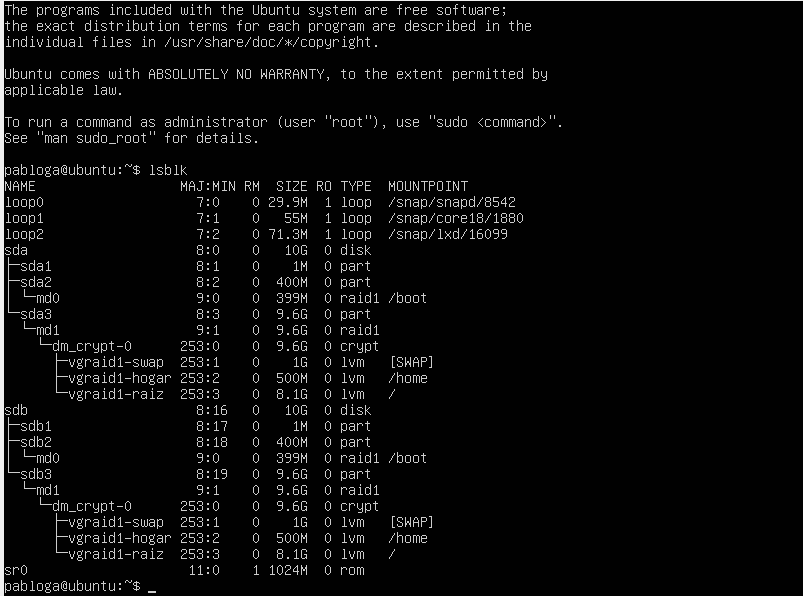 The programs included with the Ubuntu system are free software;
the exact distribution terms for each program are described in the
individual files in /usr/share/doc/*/copyright.

Ubuntu comes with ABSOLUTELY NO WARRANTY, to the extent permitted by
applicable law.

To run a command as administrator (user "root"), use "sudo <command>".
See "man sudo_root" for details.

pabloga@ubuntu:~$ lsblk
NAME                  MAJ:MIN RM  SIZE RO TYPE  MOUNTPOINT
loop0                   7:0    0 29.9M  1 loop  /snap/snapd/8542
loop1                   7:1    0   55M  1 loop  /snap/core18/1880
loop2                   7:2    0 71.3M  1 loop  /snap/lxd/16099
sda                     8:0    0   10G  0 disk
├─sda1                  8:1    0    1M  0 part
├─sda2                  8:2    0  400M  0 part
│ └─md0                 9:0    0  399M  0 raid1 /boot
└─sda3                  8:3    0  9.6G  0 part
  └─md1                 9:1    0  9.6G  0 raid1
    └─dm_crypt-0      253:0    0  9.6G  0 crypt
      ├─vgraid1-swap  253:1    0    1G  0 lvm   [SWAP]
      ├─vgraid1-hogar 253:2    0  500M  0 lvm   /home
      └─vgraid1-raiz  253:3    0  8.1G  0 lvm   /
sdb                     8:16   0   10G  0 disk
├─sdb1                  8:17   0    1M  0 part
├─sdb2                  8:18   0  400M  0 part
│ └─md0                 9:0    0  399M  0 raid1 /boot
└─sdb3                  8:19   0  9.6G  0 part
  └─md1                 9:1    0  9.6G  0 raid1
    └─dm_crypt-0      253:0    0  9.6G  0 crypt
      ├─vgraid1-swap  253:1    0    1G  0 lvm   [SWAP]
      ├─vgraid1-hogar 253:2    0  500M  0 lvm   /home
      └─vgraid1-raiz  253:3    0  8.1G  0 lvm   /
sr0                    11:0    1 1024M  0 rom
pabloga@ubuntu:~$ _